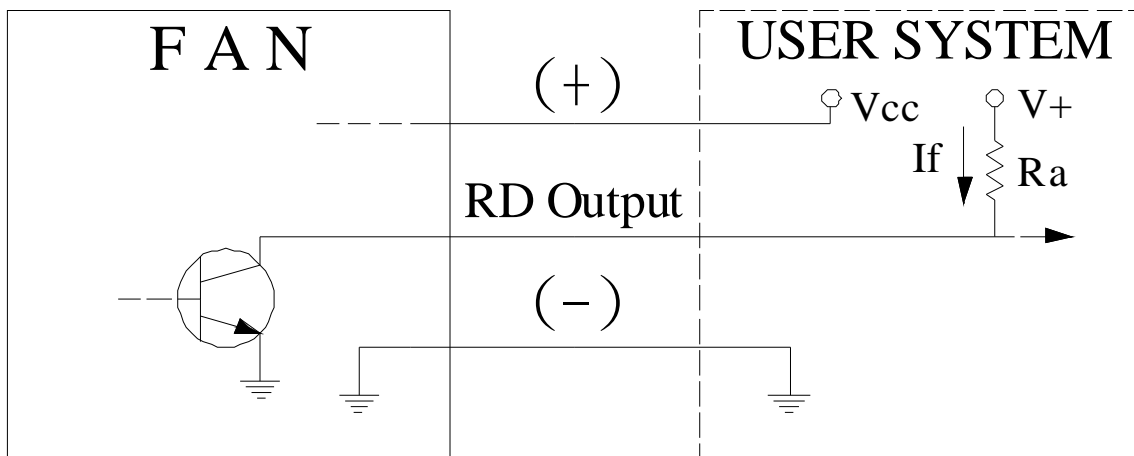 F A N
USER SYSTEM
(+)
Vcc
V+
If
Ra
RD Output
(-)